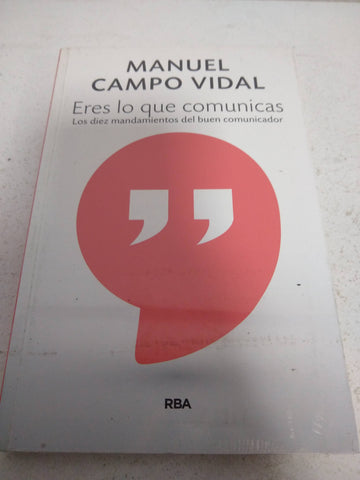 MANUEL
CAMPO VIDAL
Eres lo que comunicas
Los diez mandamientos del buen comunicador
RBA